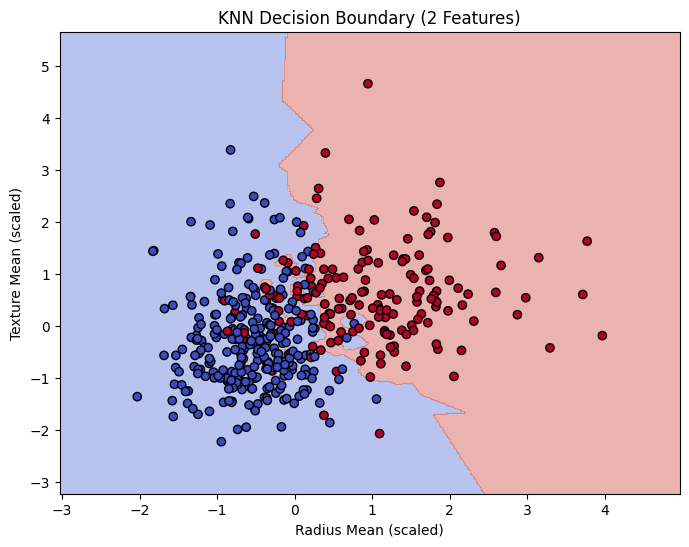 KNN Decision Boundary (2 Features)
Texture Mean (scaled)
5
4
3
2
1
0
−1
−2
−3
−3 −2 −1 0 1 2 3 4
Radius Mean (scaled)